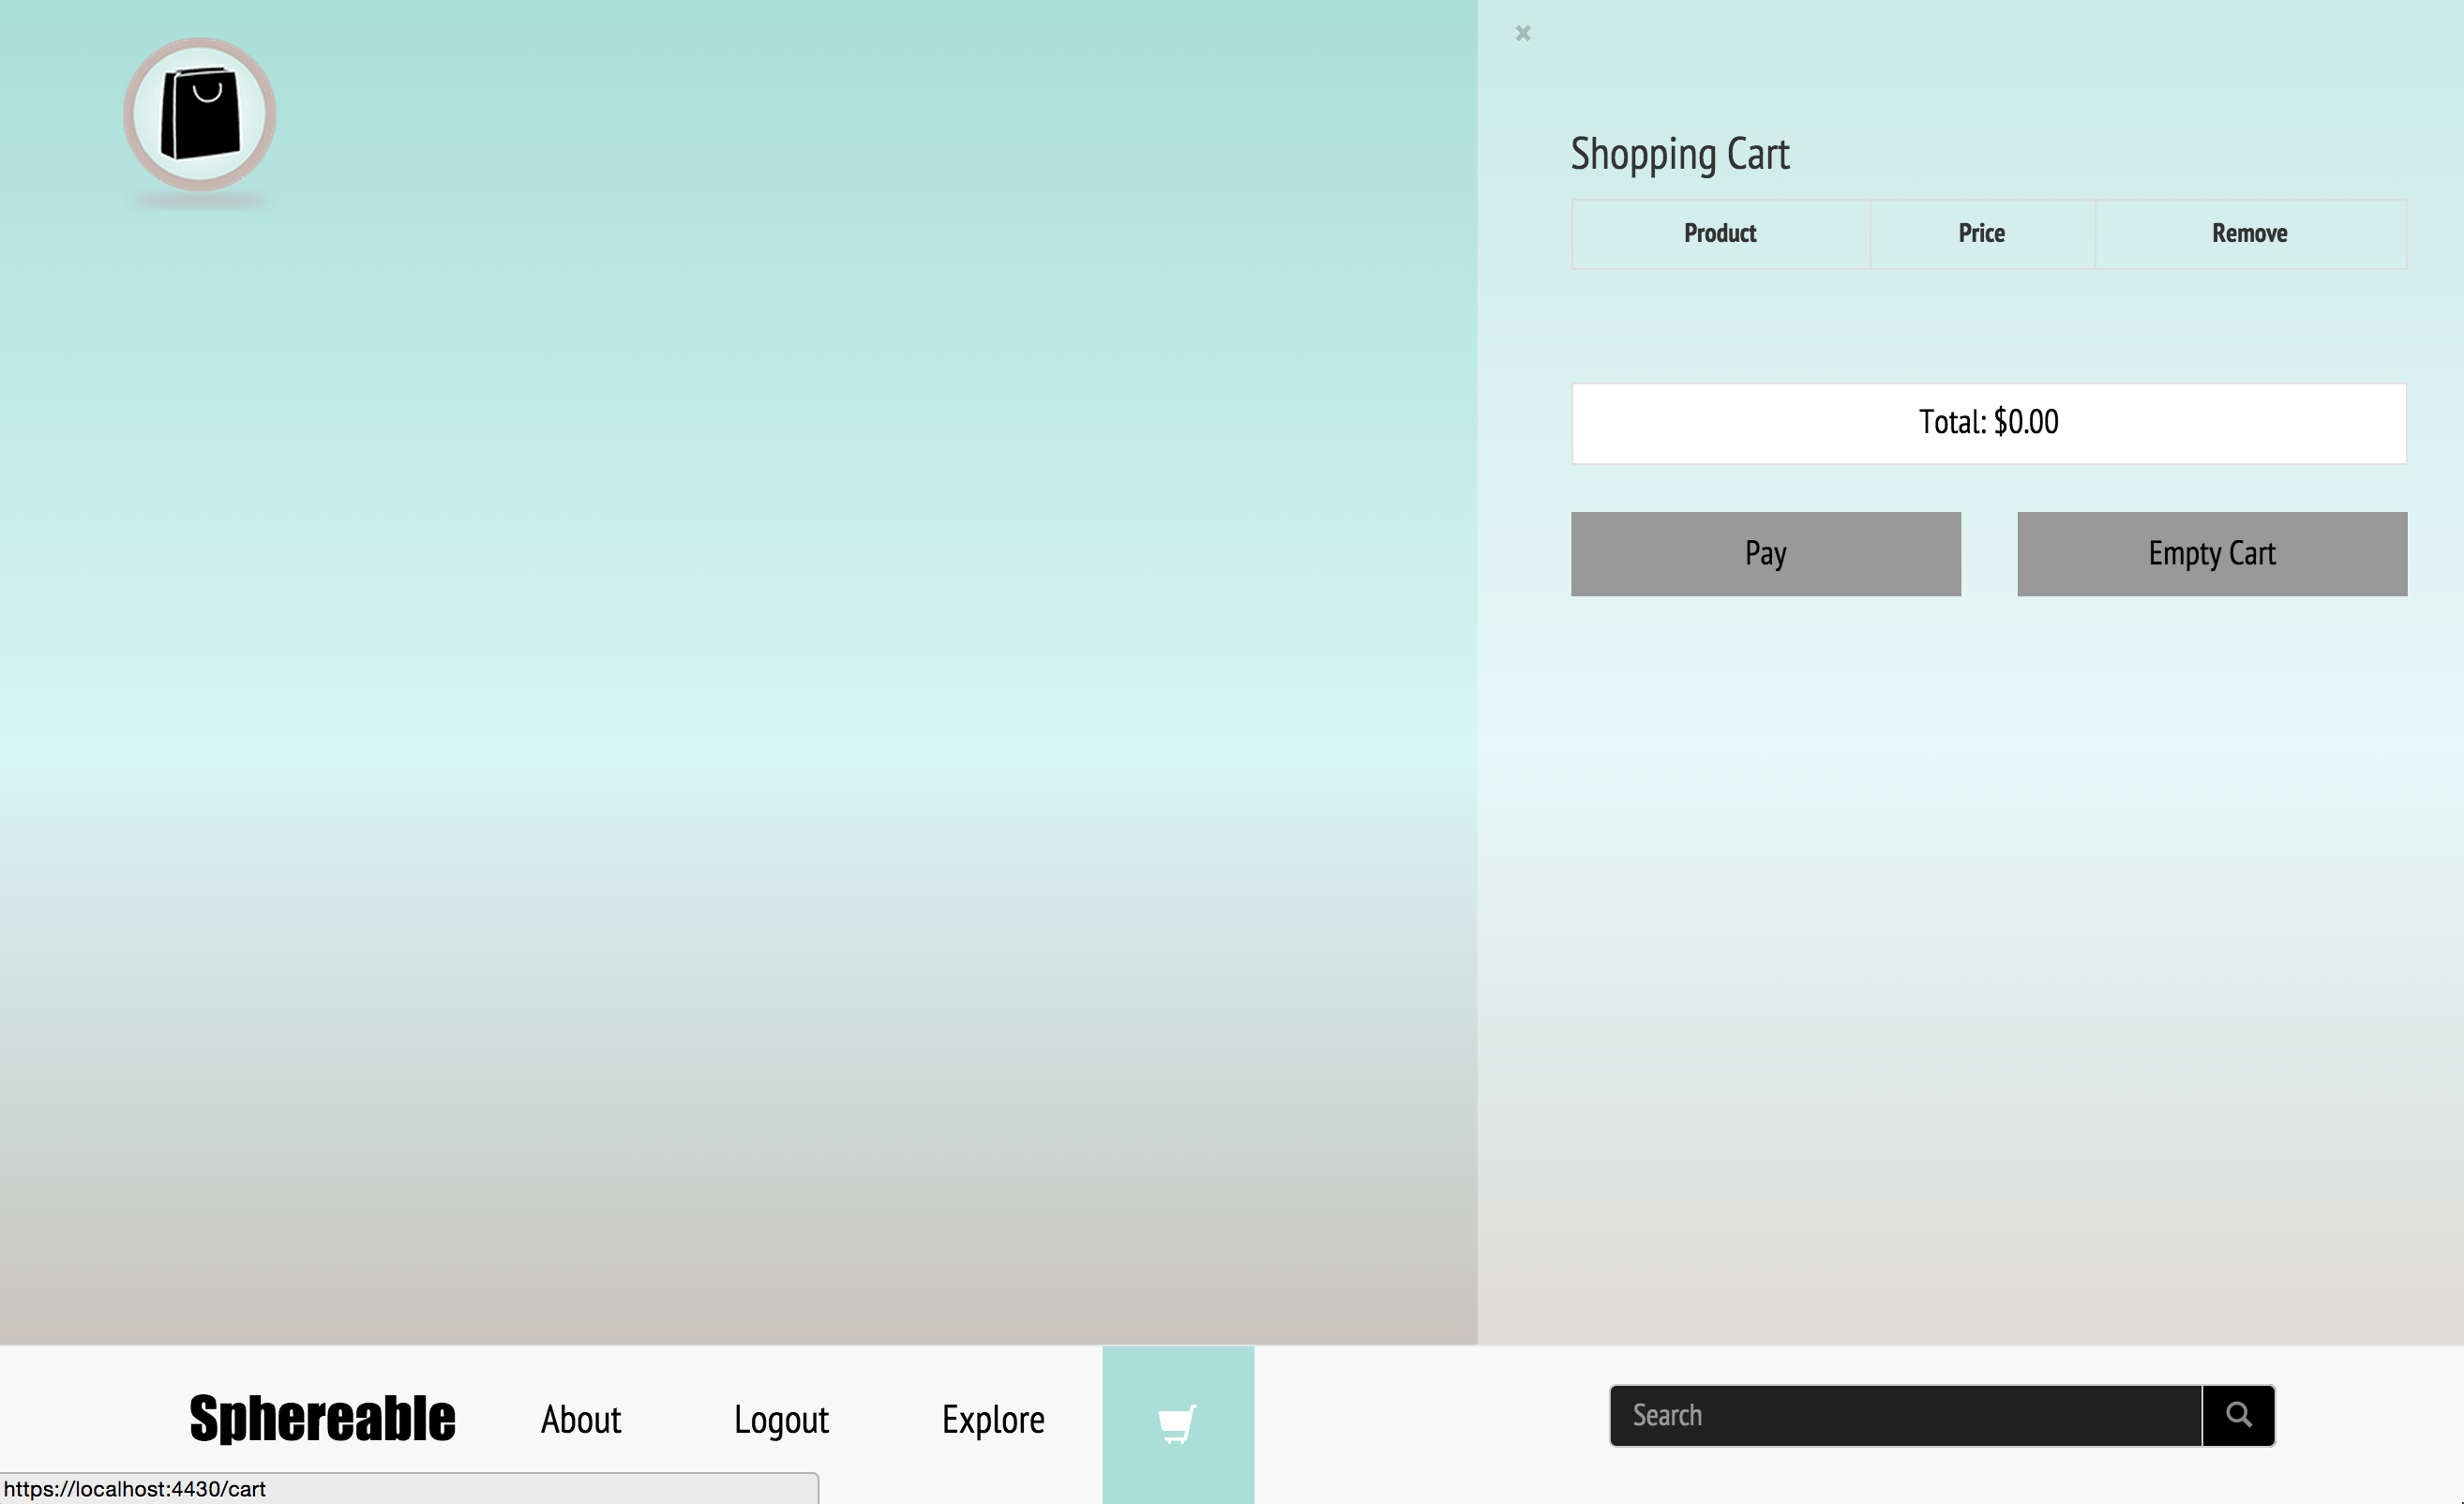 Shopping Cart
Product Price Remove
Total: $0.00
Pay Empty Cart
Sphereable About Logout Explore Search
https://localhost:4430/cart